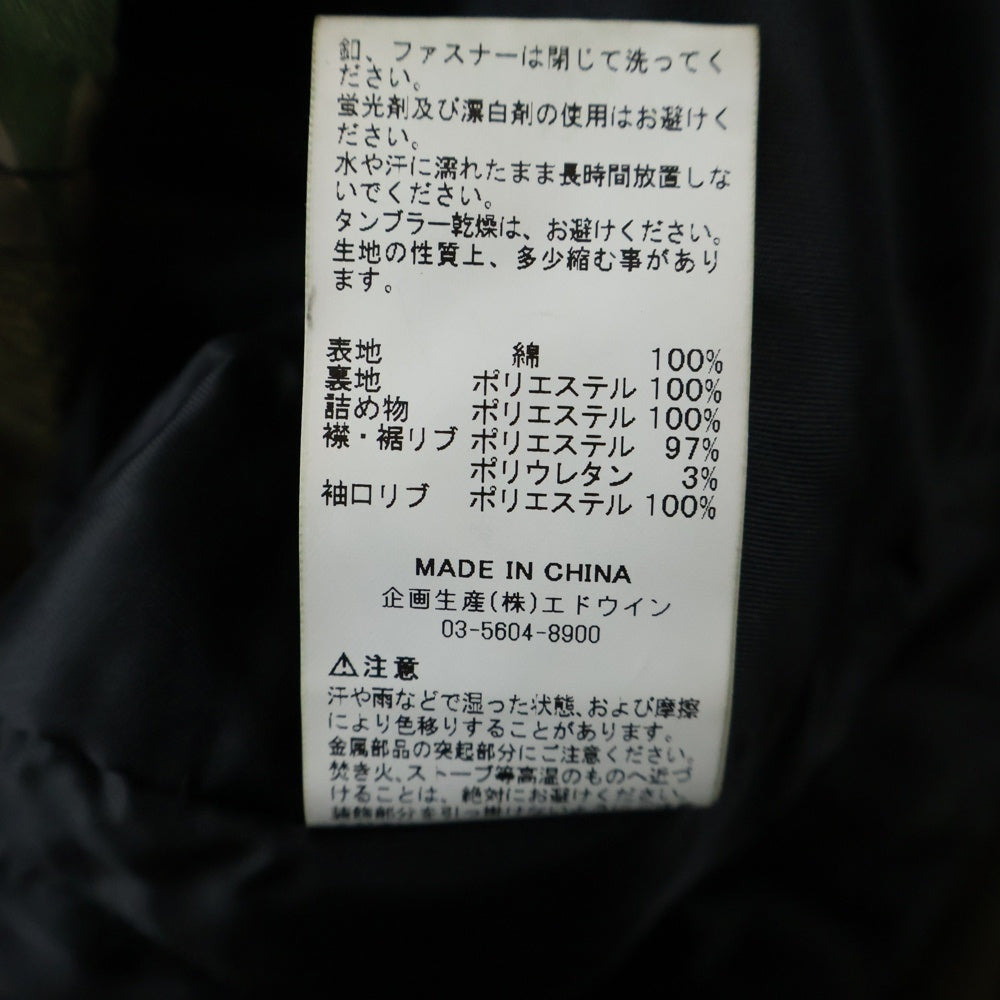 釦、ファスナーは閉じて洗ってく
ださい。
蛍光剤及び漂白剤の使用はお避けく
ださい。
水や汗に濡れたまま長時間放置しな
いでください。
タンブラー乾燥は、お避けください。
生地の性質上、多少縮む事があり
ます。
表地 綿 100%
裏地 ポリエステル 100%
詰め物 ポリエステル 100%
襟・裾リブ ポリエステル 97%
ポリウレタン 3%
袖口リブ ポリエステル 100%
MADE IN CHINA
企画生産(株)エドウイン
03-5604-8900
⚠注意
汗や雨などで湿った状態、および摩擦
により色移りすることがあります。
金属部品の突起部分にご注意ください。
焚き火、ストーブ等高温のものへ近づ
けることは、絶対にお避けください。
装飾部分を引っ掛けない